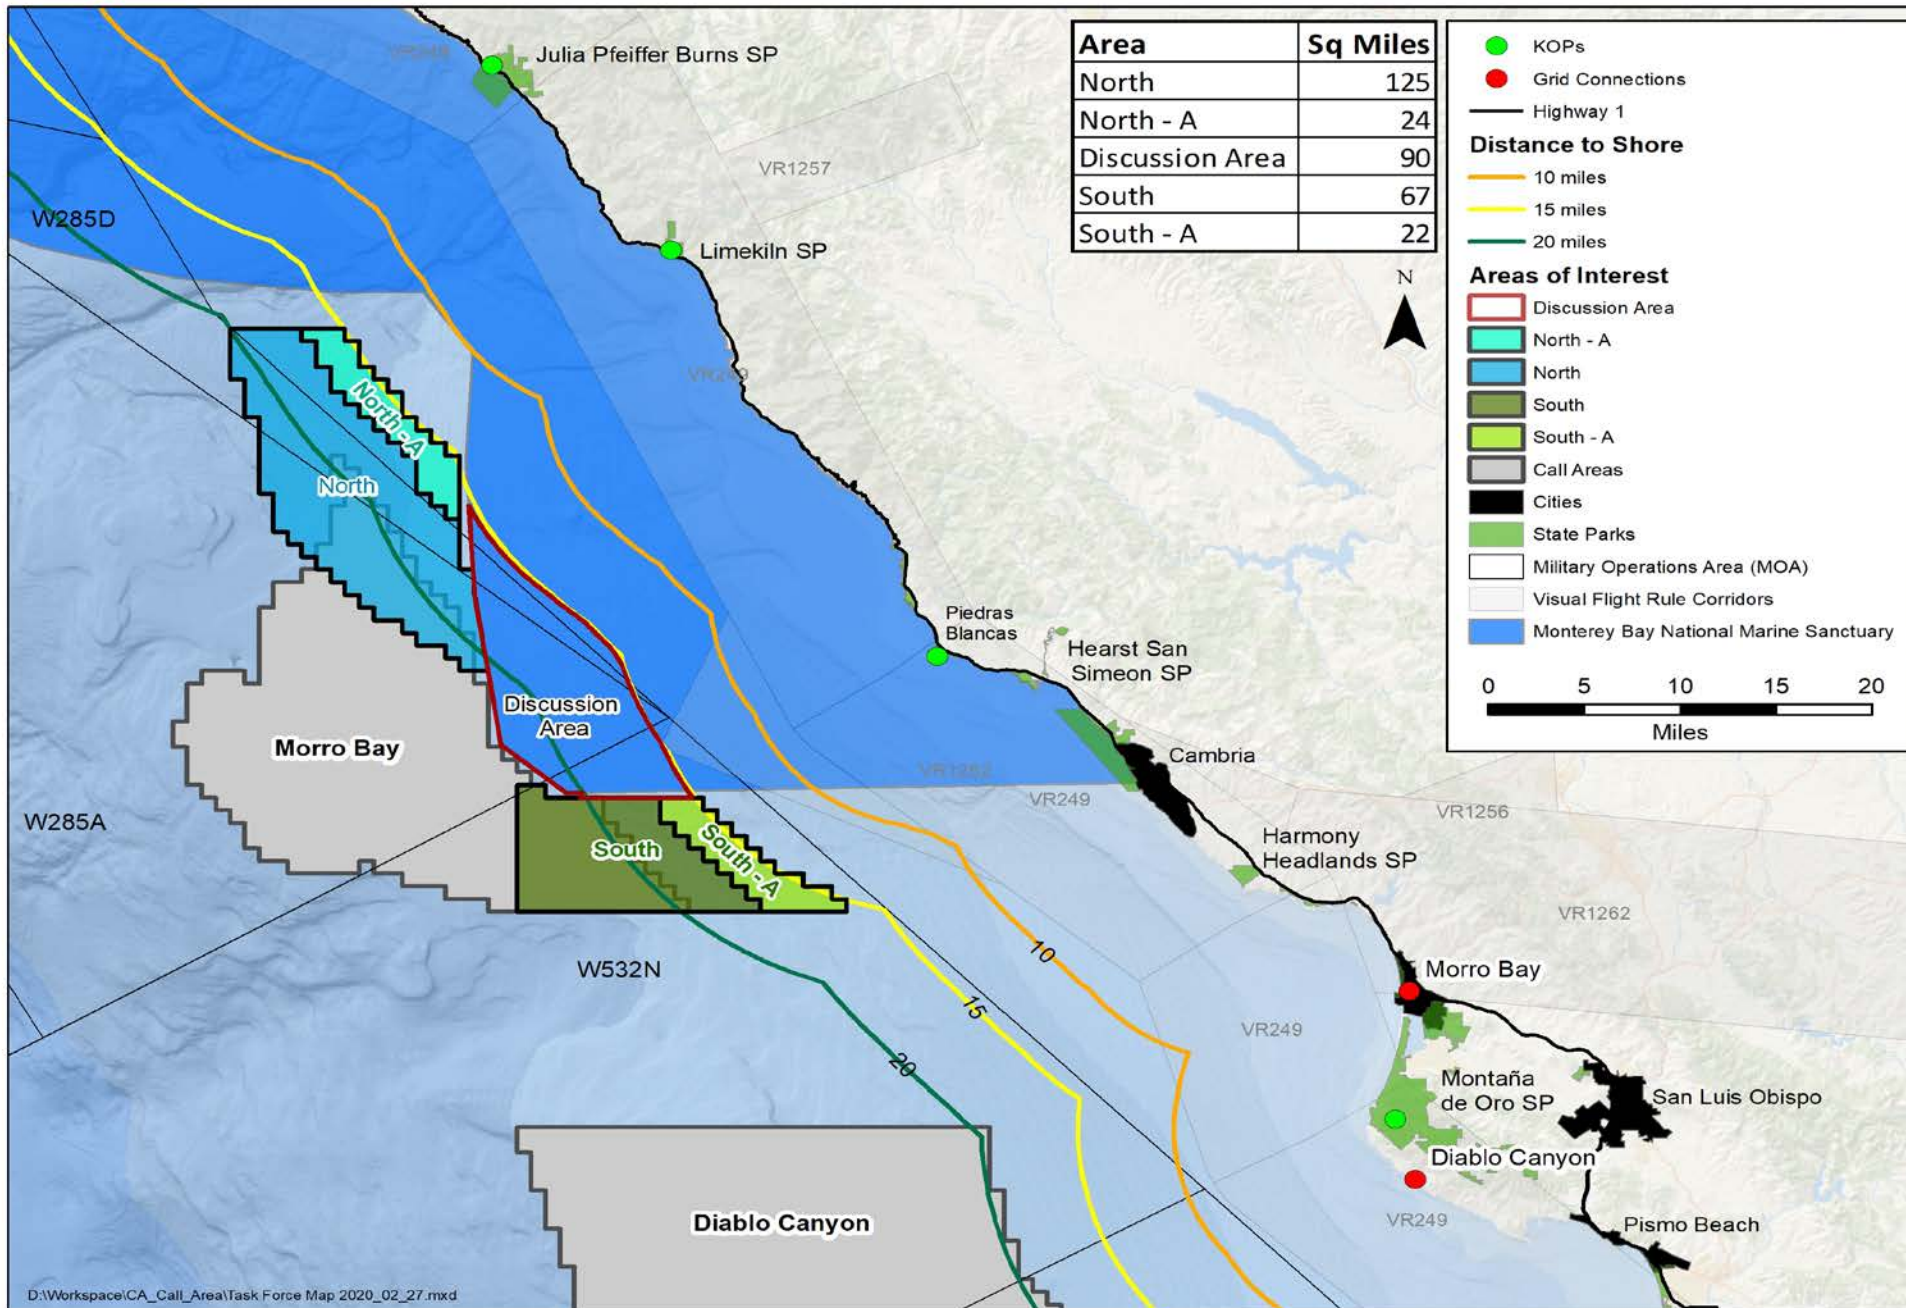 Area Sq Miles
North 125
North - A 24
Discussion Area 90
South 67
South - A 22
N
KOPs
Grid Connections
Highway 1
Distance to Shore
10 miles
15 miles
20 miles
Areas of Interest
Discussion Area
North - A
North
South
South - A
Call Areas
Cities
State Parks
Military Operations Area (MOA)
Visual Flight Rule Corridors
Monterey Bay National Marine Sanctuary
0 5 10 15 20
Miles
VR249
Julia Pfeiffer Burns SP
VR1257
W285D
Limekiln SP
VR249
North - A
North
Piedras
Blancas
Hearst San
Simeon SP
Discussion
Area
Morro Bay
Cambria
VR1262
VR249
VR1256
W285A
South
South - A
Harmony
Headlands SP
VR1262
10
W532N
Morro Bay
15
VR249
20
Montaña
de Oro SP
San Luis Obispo
Diablo Canyon
Diablo Canyon
VR249
Pismo Beach
D:\Workspace\CA_Call_Area\Task Force Map 2020_02_27.mxd